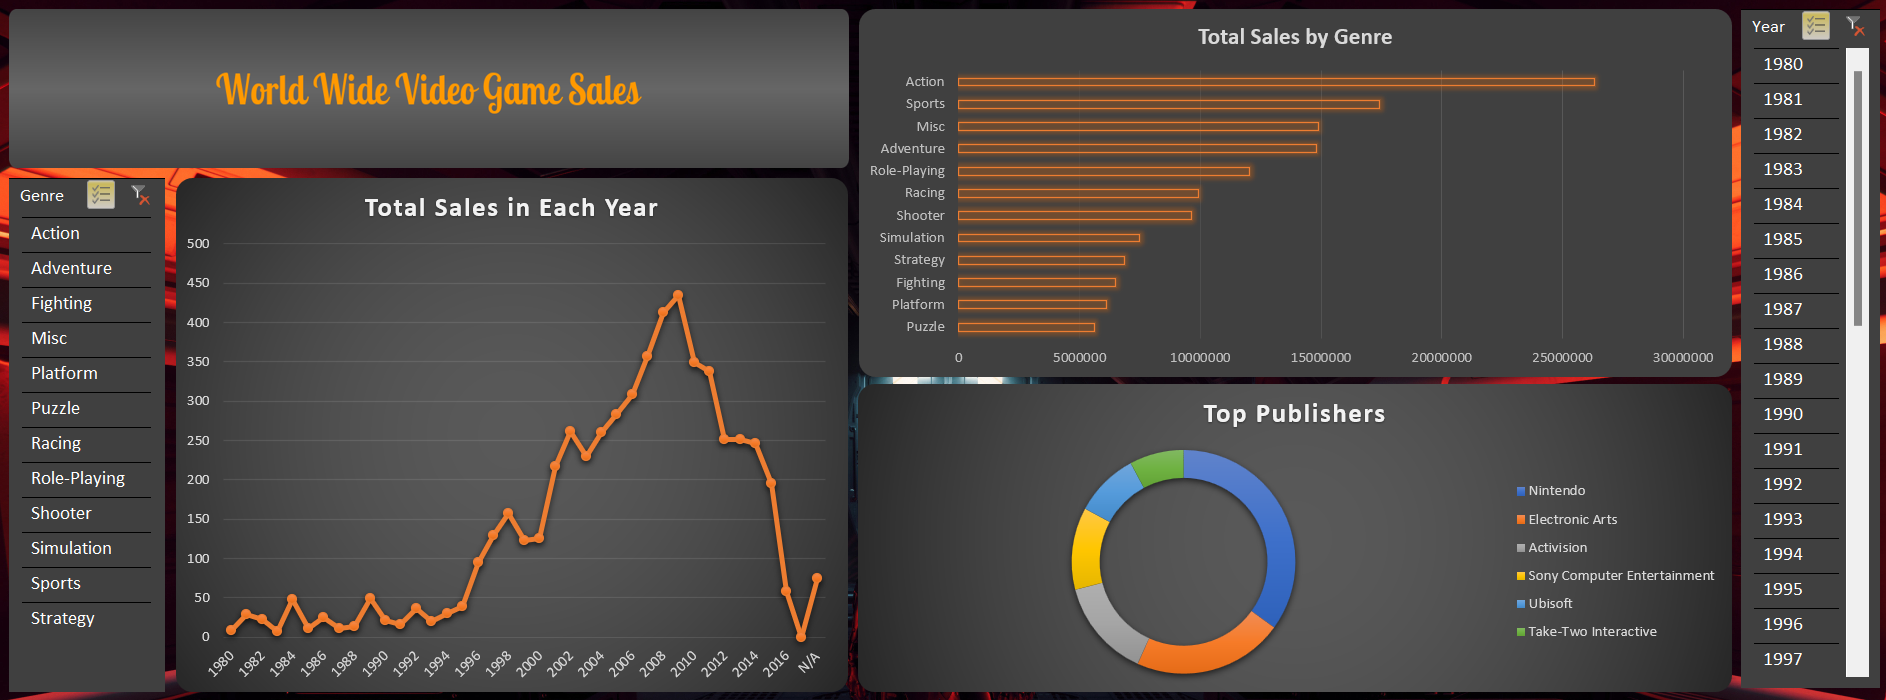 World Wide Video Game Sales
Genre
Action
Adventure
Fighting
Misc
Platform
Puzzle
Racing
Role-Playing
Shooter
Simulation
Sports
Strategy
Total Sales in Each Year
500
450
400
350
300
250
200
150
100
50
0
1980 1982 1984 1986 1988 1990 1992 1994 1996 1998 2000 2002 2004 2006 2008 2010 2012 2014 2016 N/A
Total Sales by Genre
Action
Sports
Misc
Adventure
Role-Playing
Racing
Shooter
Simulation
Strategy
Fighting
Platform
Puzzle
0 5000000 10000000 15000000 20000000 25000000 30000000
Top Publishers
Nintendo
Electronic Arts
Activision
Sony Computer Entertainment
Ubisoft
Take-Two Interactive
Year
1980
1981
1982
1983
1984
1985
1986
1987
1988
1989
1990
1991
1992
1993
1994
1995
1996
1997